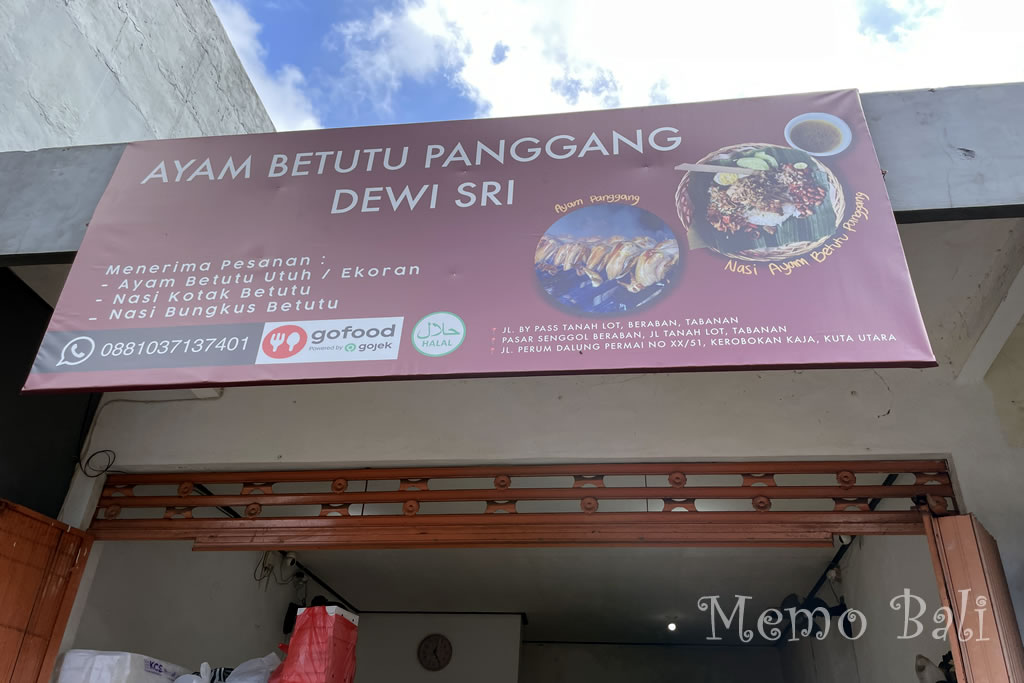 AYAM BETUTU PANGGANG
DEWI SRI
Ayam Panggang
Nasi Ayam Betutu Panggang
Menerima Pesanan :
- Ayam Betutu Utuh / Ekoran
- Nasi Kotak Betutu
- Nasi Bungkus Betutu
0881037137401
gofood
Powered by gojek
حلال
HALAL
JL. BY PASS TANAH LOT, BERABAN, TABANAN
PASAR SENGGOL BERABAN, JL TANAH LOT, TABANAN
JL. PERUM DALUNG PERMAI NO XX/51, KEROBOKAN KAJA, KUTA UTARA
Memo Bali